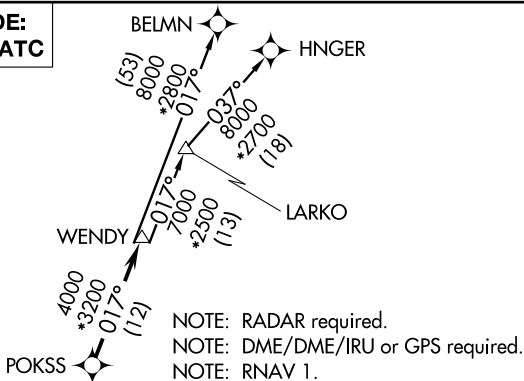 DE:
ATC
BELMN
HNGER
(53)
8000
*2800
017°
037°
8000
*2700
(18)
LARKO
017°
7000
*2500
(13)
WENDY
4000
*3200
017°
(12)
POKSS
NOTE: RADAR required.
NOTE: DME/DME/IRU or GPS required.
NOTE: RNAV 1.